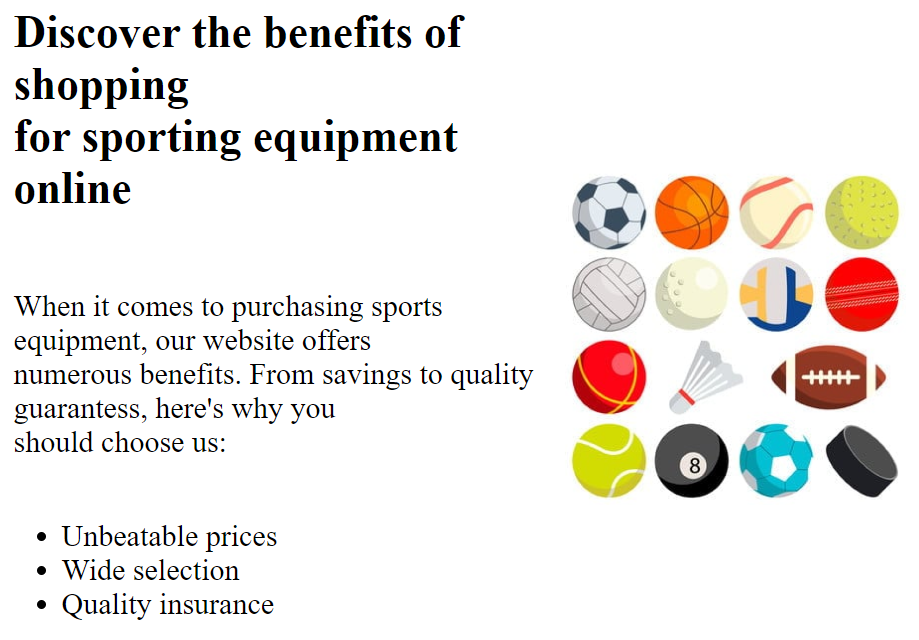 Discover the benefits of
shopping
for sporting equipment
online
When it comes to purchasing sports
equipment, our website offers
numerous benefits. From savings to quality
guarantess, here's why you
should choose us:
• Unbeatable prices
• Wide selection
• Quality insurance
8